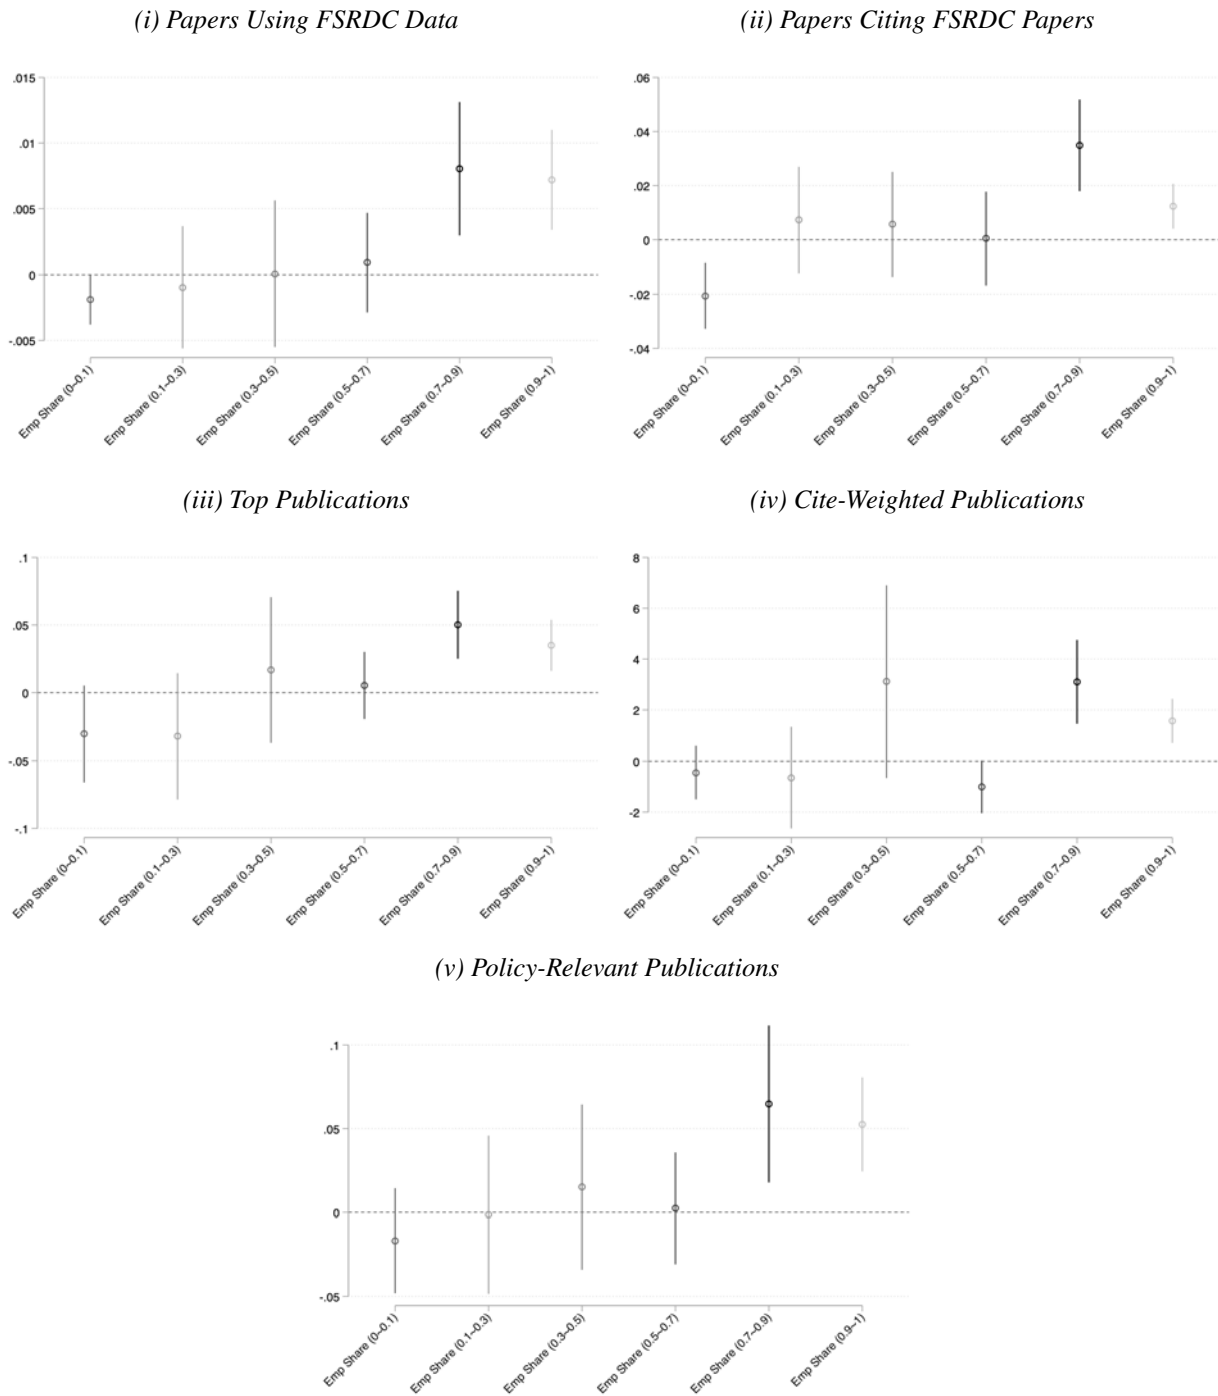 (i) Papers Using FSRDC Data
.015
.01
.005
0
-.005
Emp Share (0–0.1)
Emp Share (0.1–0.3)
Emp Share (0.3–0.5)
Emp Share (0.5–0.7)
Emp Share (0.7–0.9)
Emp Share (0.9–1)
(ii) Papers Citing FSRDC Papers
.06
.04
.02
0
-.02
-.04
Emp Share (0–0.1)
Emp Share (0.1–0.3)
Emp Share (0.3–0.5)
Emp Share (0.5–0.7)
Emp Share (0.7–0.9)
Emp Share (0.9–1)
(iii) Top Publications
.1
.05
0
-.05
-.1
Emp Share (0–0.1)
Emp Share (0.1–0.3)
Emp Share (0.3–0.5)
Emp Share (0.5–0.7)
Emp Share (0.7–0.9)
Emp Share (0.9–1)
(iv) Cite-Weighted Publications
8
6
4
2
0
-2
Emp Share (0–0.1)
Emp Share (0.1–0.3)
Emp Share (0.3–0.5)
Emp Share (0.5–0.7)
Emp Share (0.7–0.9)
Emp Share (0.9–1)
(v) Policy-Relevant Publications
.1
.05
0
-.05
Emp Share (0–0.1)
Emp Share (0.1–0.3)
Emp Share (0.3–0.5)
Emp Share (0.5–0.7)
Emp Share (0.7–0.9)
Emp Share (0.9–1)